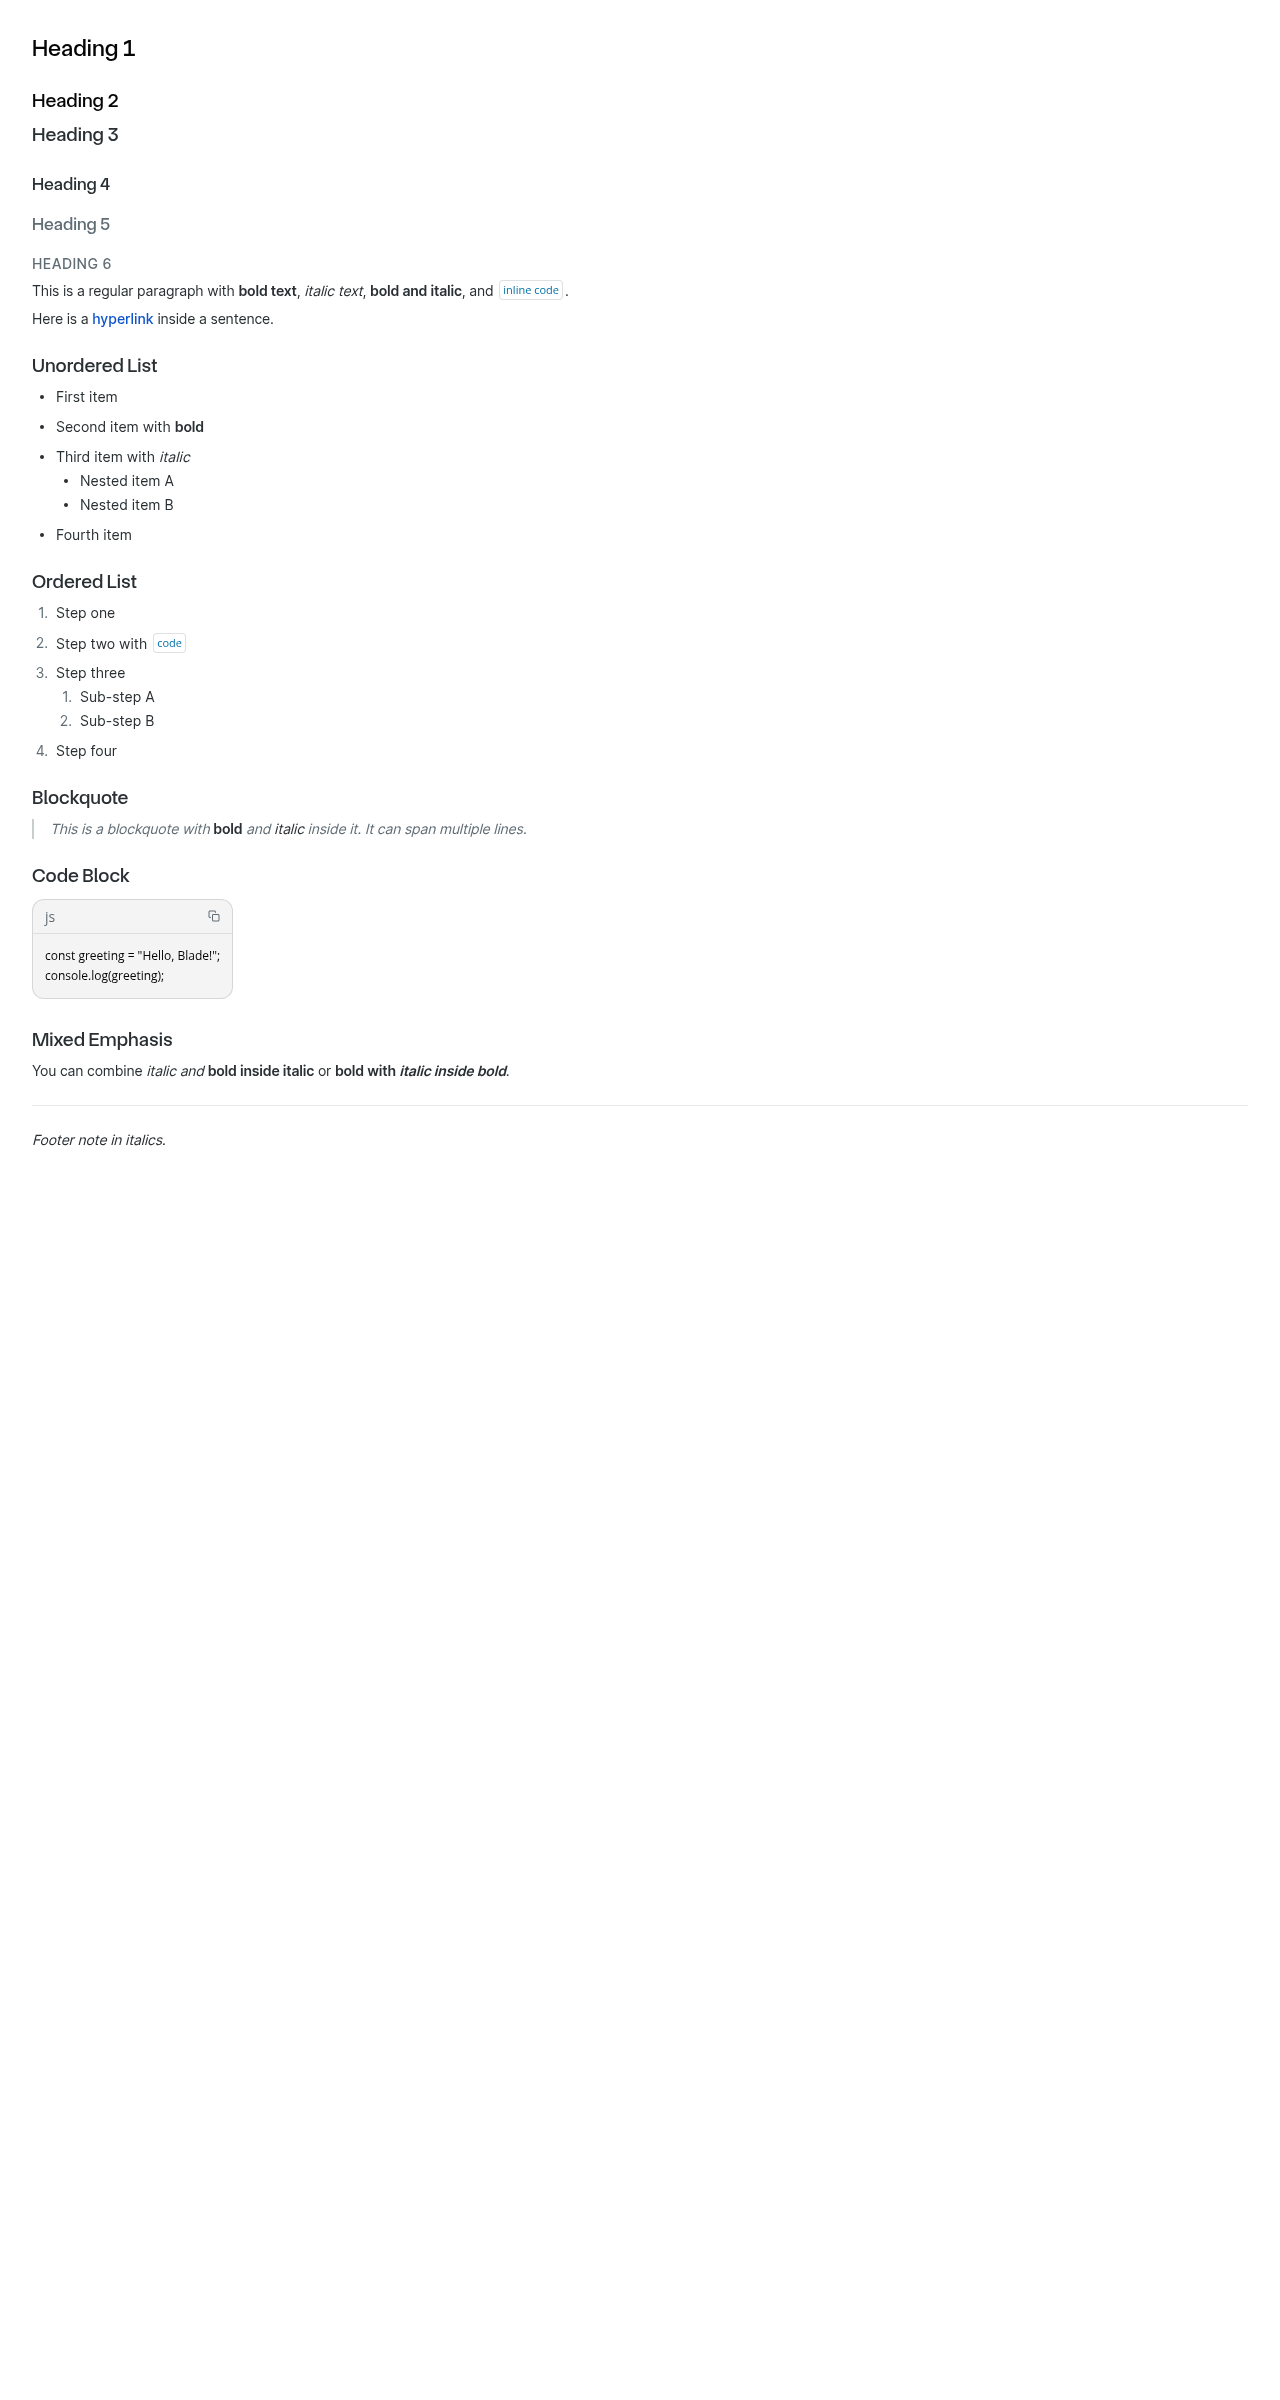 Heading 1
Heading 2
Heading 3
Heading 4
Heading 5
HEADING 6
This is a regular paragraph with bold text, italic text, bold and italic, and inline code .
Here is a hyperlink inside a sentence.
Unordered List
• First item
• Second item with bold
• Third item with italic
• Nested item A
• Nested item B
• Fourth item
Ordered List
1. Step one
2. Step two with code
3. Step three
1. Sub-step A
2. Sub-step B
4. Step four
Blockquote
This is a blockquote with bold and italic inside it. It can span multiple lines.
Code Block
js
const greeting = "Hello, Blade!";
console.log(greeting);
Mixed Emphasis
You can combine italic and bold inside italic or bold with italic inside bold.
Footer note in italics.